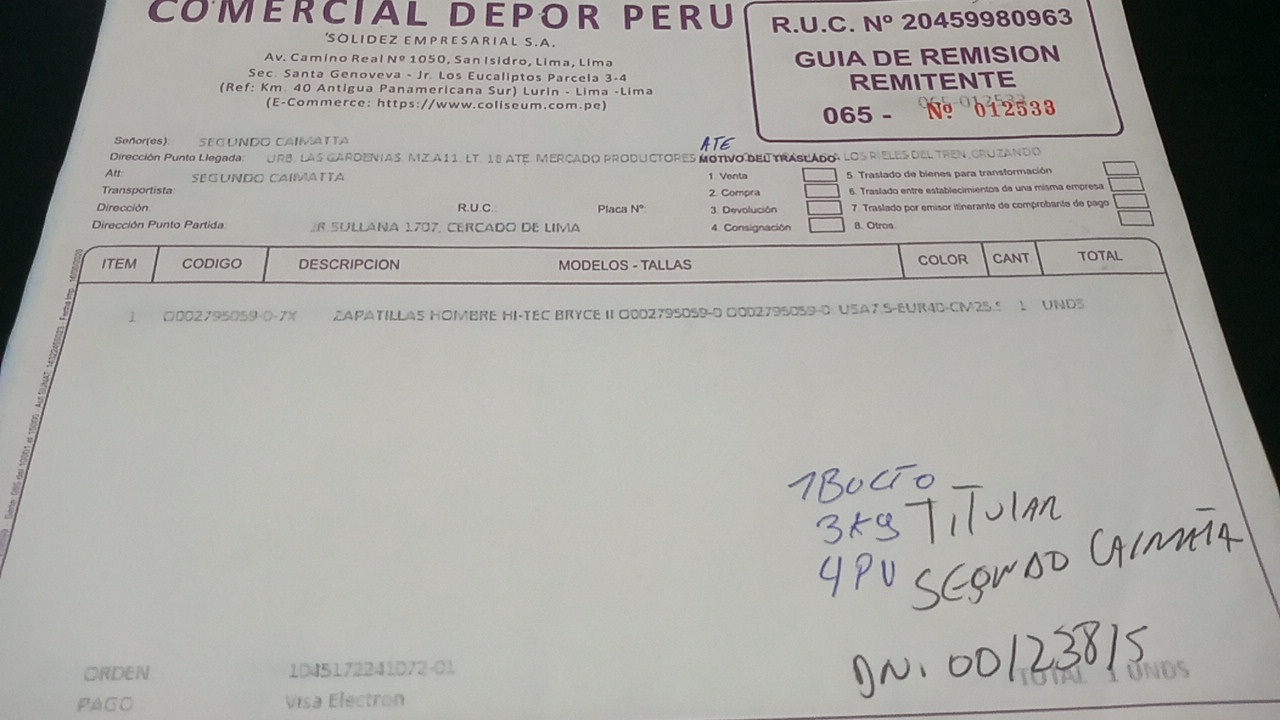 COMERCIAL DEPOR PERU
'SOLIDEZ EMPRESARIAL S.A.
Av. Camino Real Nº 1050, San Isidro, Lima, Lima
Sec. Santa Genoveva - Jr. Los Eucaliptos Parcela 3-4
(Ref: Km. 40 Antigua Panamericana Sur) Lurin - Lima -Lima
(E-Commerce: https://www.coliseum.com.pe)
R.U.C. Nº 20459980963
GUIA DE REMISION
REMITENTE
065 - Nº 012533
065-012533
Señor(es): SEGUNDO CAIMATTA
ATE
Dirección Punto Llegada: URB. LAS GARDENIAS. MZ.A11. LT. 18 ATE. MERCADO PRODUCTORES LOS RIELES DEL TREN,CRUZANDO
MOTIVO DEL TRASLADO
Att: SEGUNDO CAIMATTA
Transportista:
Dirección: R.U.C.: Placa Nº:
Dirección Punto Partida: JR SULLANA 1707, CERCADO DE LIMA
1 Venta
2. Compra
3. Devolución
4. Consignación
5. Traslado de bienes para transformación
6. Traslado entre establecimientos de una misma empresa
7. Traslado por emisor itinerante de comprobante de pago
8. Otros.
ITEM CODIGO DESCRIPCION MODELOS - TALLAS COLOR CANT. TOTAL
1 O002795059-0-7X ZAPATILLAS HOMBRE HI-TEC BRYCE II O002795059-0 O002795059-0: USA7.5-EUR40-CM25.5 1 UNDS
1 BULTO
3 kg TITULAR
4 PU SEGUNDO CAIMATA
DNI. 00123815
TOTAL 1 UNDS
ORDEN 1045172241072-01
PAGO Visa Electron